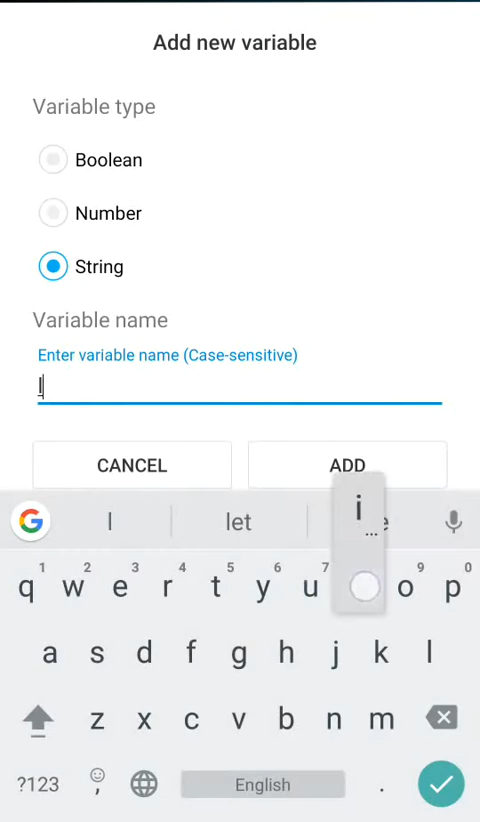 Add new variable
Variable type
Boolean
Number
String
Variable name
Enter variable name (Case-sensitive)
l
CANCEL ADD
l let
i
...
1 2 3 4 5 6 7 9 0
q w e r t y u o p
a s d f g h j k l
z x c v b n m
?123 , English .